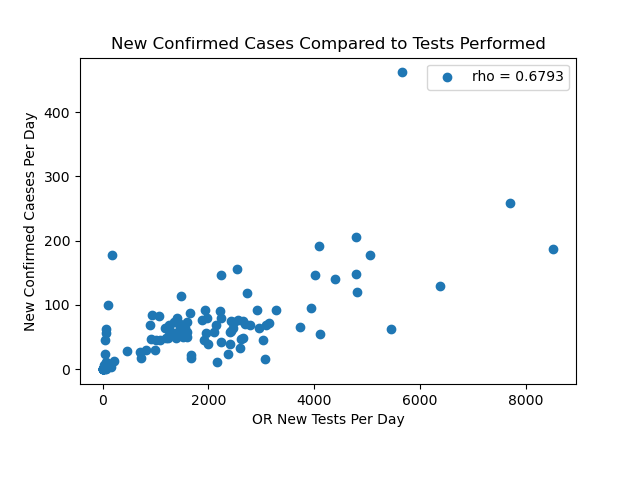 New Confirmed Cases Compared to Tests Performed
rho = 0.6793
New Confirmed Caeses Per Day
400
300
200
100
0
0 2000 4000 6000 8000
OR New Tests Per Day